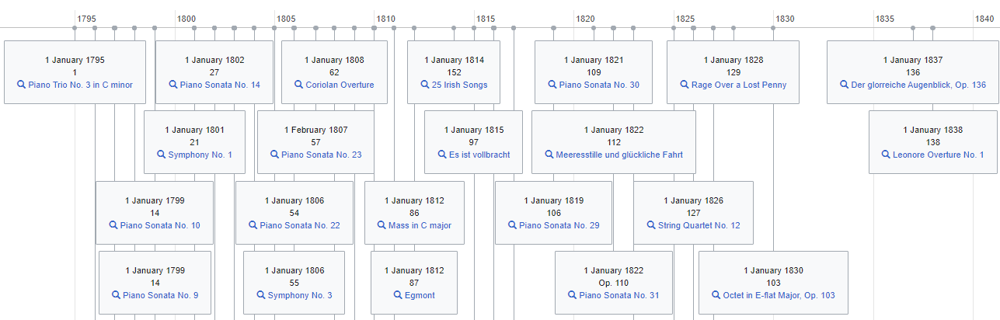 1795 1800 1805 1810 1815 1820 1825 1830 1835 1840
1 January 1795
1
Piano Trio No. 3 in C minor
1 January 1802
27
Piano Sonata No. 14
1 January 1808
62
Coriolan Overture
1 January 1814
152
25 Irish Songs
1 January 1821
109
Piano Sonata No. 30
1 January 1828
129
Rage Over a Lost Penny
1 January 1837
136
Der glorreiche Augenblick, Op. 136
1 January 1801
21
Symphony No. 1
1 February 1807
57
Piano Sonata No. 23
1 January 1815
97
Es ist vollbracht
1 January 1822
112
Meeresstille und glückliche Fahrt
1 January 1838
138
Leonore Overture No. 1
1 January 1799
14
Piano Sonata No. 10
1 January 1806
54
Piano Sonata No. 22
1 January 1812
86
Mass in C major
1 January 1819
106
Piano Sonata No. 29
1 January 1826
127
String Quartet No. 12
1 January 1799
14
Piano Sonata No. 9
1 January 1806
55
Symphony No. 3
1 January 1812
87
Egmont
1 January 1822
Op. 110
Piano Sonata No. 31
1 January 1830
103
Octet in E-flat Major, Op. 103